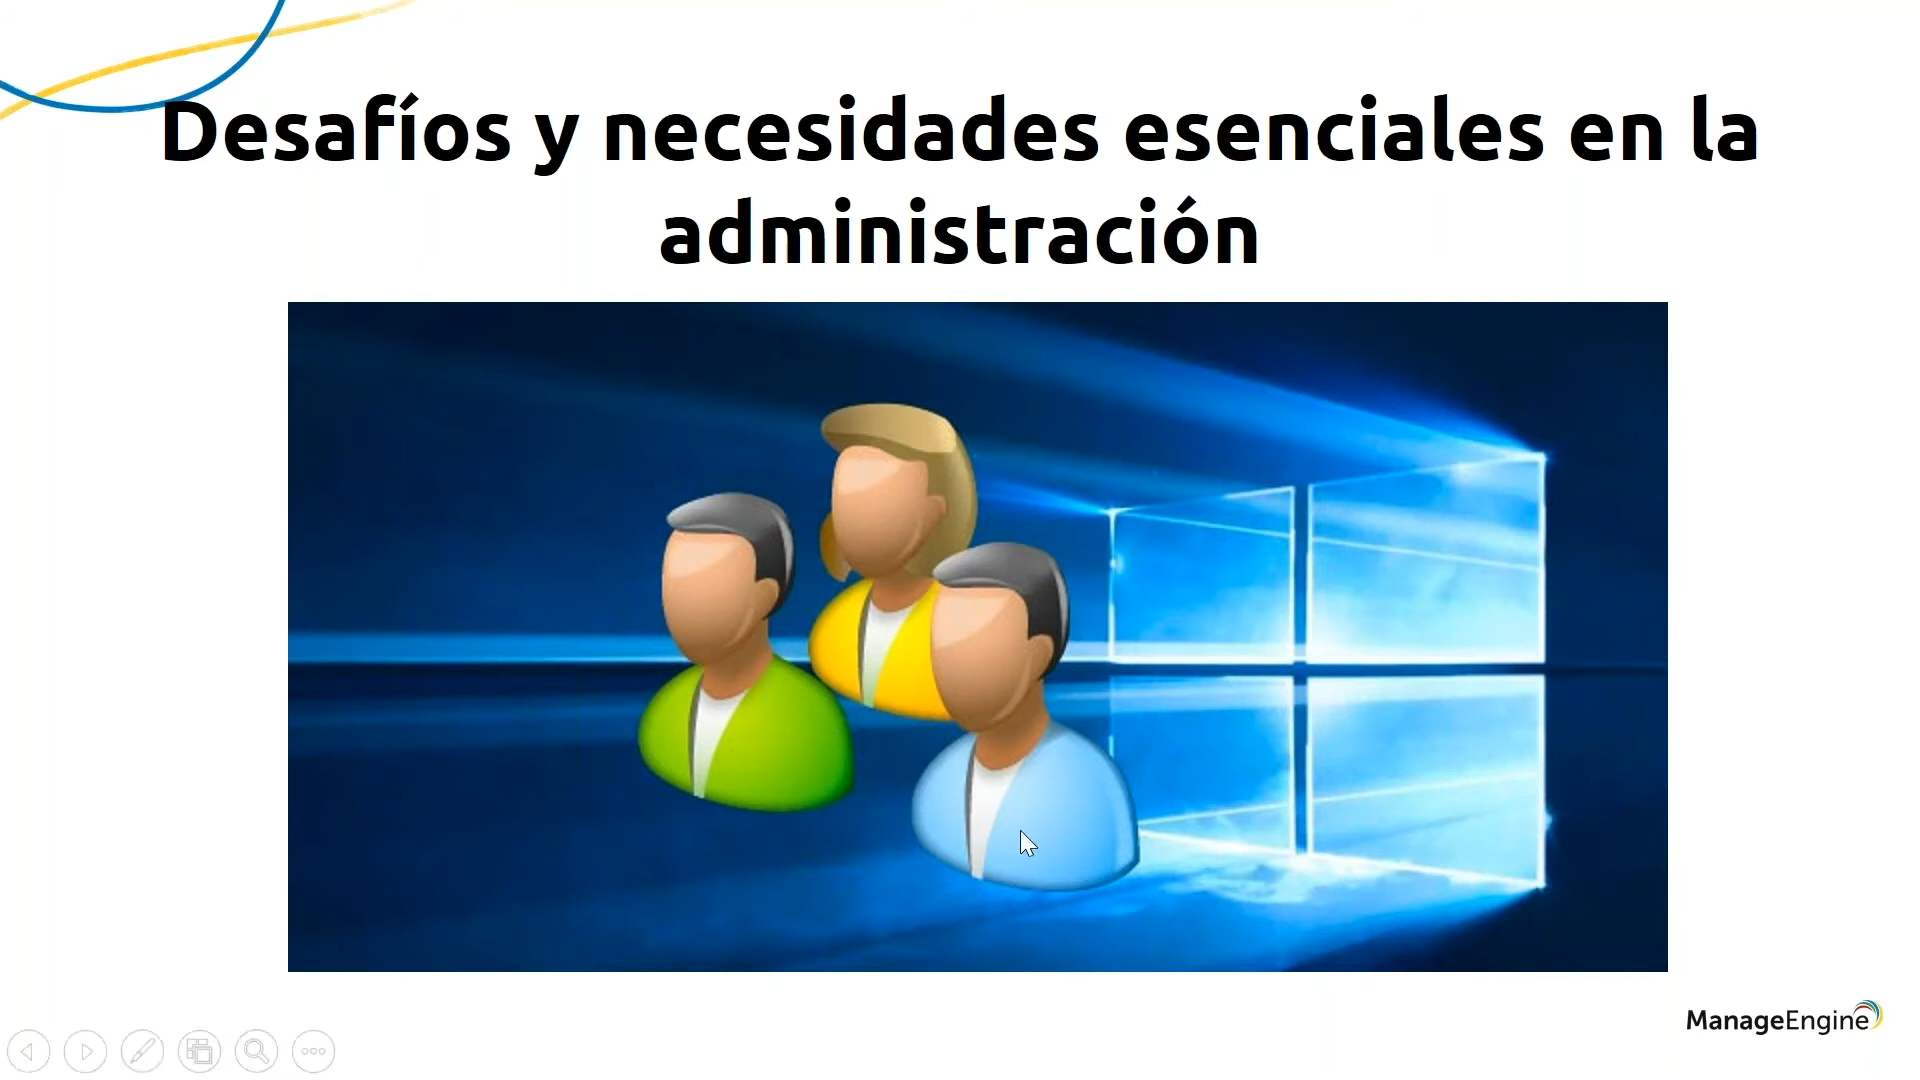 Desafíos y necesidades esenciales en la
administración
ManageEngine